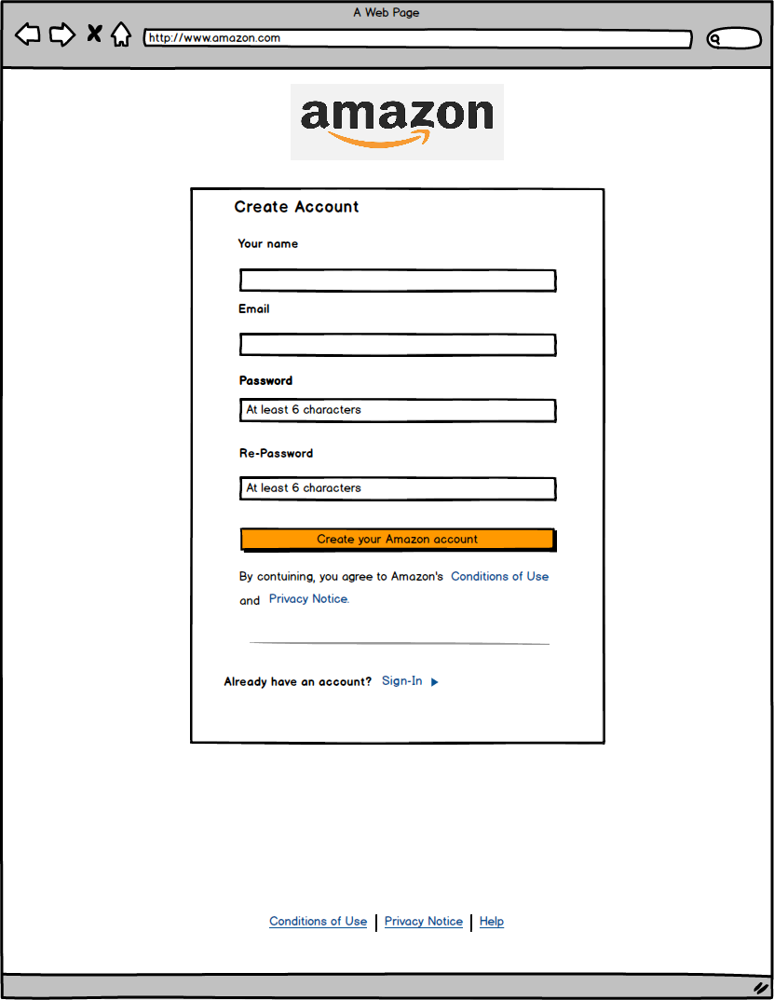 A Web Page
http://www.amazon.com
amazon
Create Account
Your name
Email
Password
At least 6 characters
Re-Password
At least 6 characters
Create your Amazon account
By contuining, you agree to Amazon's Conditions of Use
and Privacy Notice.
Already have an account? Sign-In
Conditions of Use Privacy Notice Help